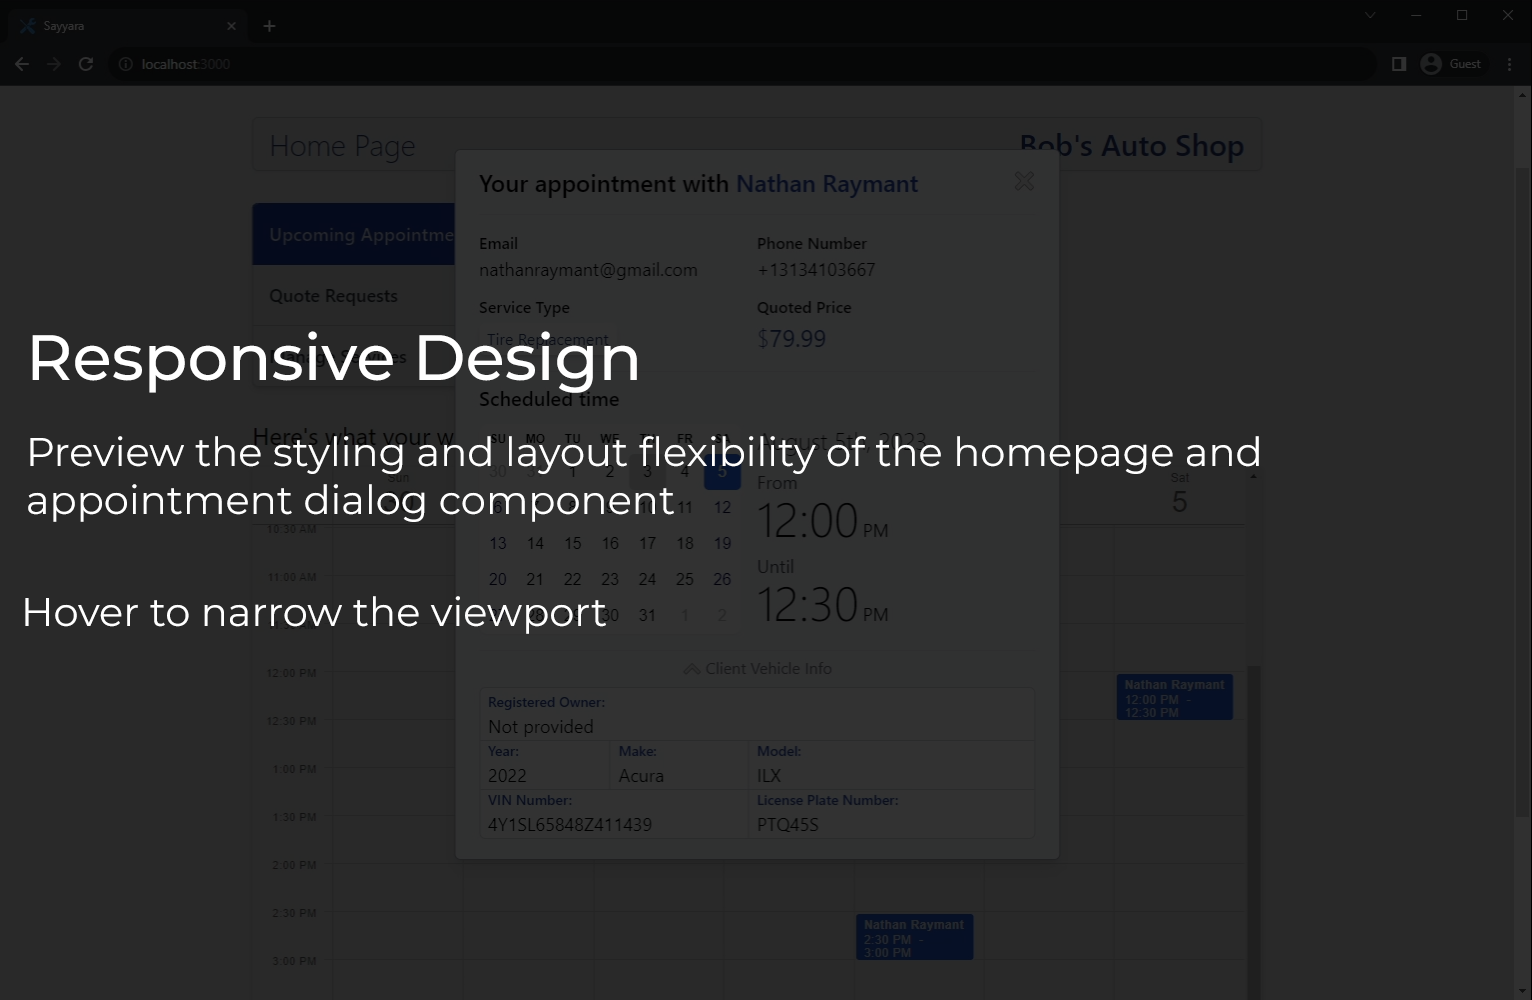 Sayyara
localhost:3000
Guest
Home Page
Bob's Auto Shop
Your appointment with Nathan Raymant
Upcoming Appointme
Email
Phone Number
nathanraymant@gmail.com
+13134103667
Quote Requests
Service Type
Quoted Price
Tire Replacement
$79.99
Responsive Design
Scheduled time
Here's what your w
SU MO TU WE FR SA
August 5th, 2023
Preview the styling and layout flexibility of the homepage and
appointment dialog component
30 1 2 3 4 5
From
Sun
Sat
5
6 8 10 11 12
12:00 PM
10:30 AM
13 14 15 16 17 18 19
11:00 AM
Until
20 21 22 23 24 25 26
12:30 PM
Hover to narrow the viewport
28 29 30 31 1 2
Client Vehicle Info
12:00 PM
Nathan Raymant
12:00 PM -
12:30 PM
Registered Owner:
Not provided
12:30 PM
Year: Make: Model:
2022 Acura ILX
1:00 PM
VIN Number: License Plate Number:
4Y1SL65848Z411439 PTQ45S
1:30 PM
2:00 PM
2:30 PM
Nathan Raymant
2:30 PM -
3:00 PM
3:00 PM